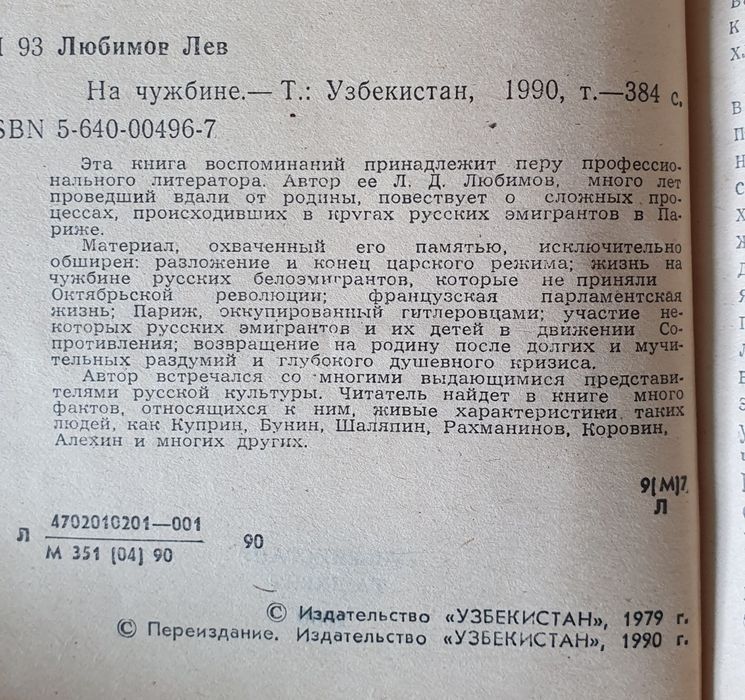 93 Любимов Лев
На чужбине.— Т.: Узбекистан, 1990, т.—384 с.
SBN 5-640-00496-7
Эта книга воспоминаний принадлежит перу профессио-
нального литератора. Автор ее Л. Д. Любимов, много лет
проведший вдали от родины, повествует о сложных про-
цессах, происходивших в кругах русских эмигрантов в Па-
риже.
Материал, охваченный его памятью, исключительно
обширен: разложение и конец царского режима; жизнь на
чужбине русских белоэмигрантов, которые не приняли
Октябрьской революции; французская парламентская
жизнь; Париж, оккупированный гитлеровцами; участие не-
которых русских эмигрантов и их детей в движении Со-
противления; возвращение на родину после долгих и мучи-
тельных раздумий и глубокого душевного кризиса.
Автор встречался со многими выдающимися представи-
телями русской культуры. Читатель найдет в книге много
фактов, относящихся к ним, живые характеристики таких
людей, как Куприн, Бунин, Шаляпин, Рахманинов, Коровин,
Алехин и многих других.
9(М)7
Л
Л 4702010201—001 90
М 351 (04) 90
© Издательство «УЗБЕКИСТАН», 1979 г.
© Переиздание. Издательство «УЗБЕКИСТАН», 1990 г.